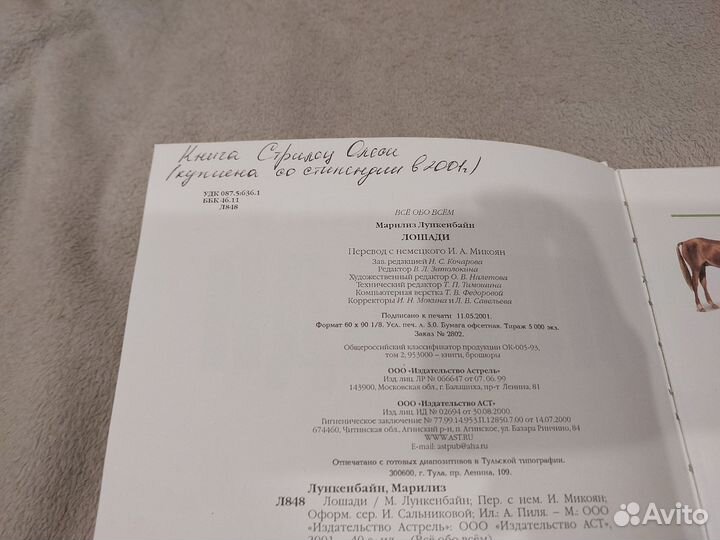 Книга Стрилец Олеси
(куплена со стипендии в 2001г.)
УДК 087.5:636.1
ББК 46.11
Л848
ВСЁ ОБО ВСЁМ
Марилиз Лункенбайн
ЛОШАДИ
Перевод с немецкого И. А. Микоян
Зав. редакцией Н. С. Кочарова
Редактор В. Л. Затолокина
Художественный редактор О. В. Налетова
Технический редактор Т. П. Тимошина
Компьютерная верстка Т. В. Федоровой
Корректоры И. Н. Мокина и Л. В. Савельева
Подписано в печать 11.05.2001.
Формат 60 х 90 1/8. Усл. печ. л. 5,0. Бумага офсетная. Тираж 5 000 экз.
Заказ № 2802.
Общероссийский классификатор продукции ОК-005-93,
том 2, 953000 – книги, брошюры
ООО «Издательство Астрель»
Изд. лиц. ЛР № 066647 от 07.06.99
143900, Московская обл., г. Балашиха, пр-т Ленина, 81
ООО «Издательство АСТ»
Изд. лиц. ИД № 02694 от 30.08.2000.
Гигиеническое заключение № 77.99.14.953.П.12850.7.00 от 14.07.2000
674460, Читинская обл., Агинский р-н, п. Агинское, ул. Базара Ринчино, 84
WWW.AST.RU
E-mail: astpub@aha.ru
Отпечатано с готовых диапозитивов в Тульской типографии.
300600, г. Тула, пр. Ленина, 109.
Лункенбайн, Марилиз
Л848 Лошади / М. Лункенбайн; Пер. с нем. И. Микоян;
Оформ. сер. И. Сальниковой; Ил.: А. Пиля. – М.: ООО
«Издательство Астрель»: ООО «Издательство АСТ»,
2001. – 40 с. ил. – (Всё обо всём)
Avito